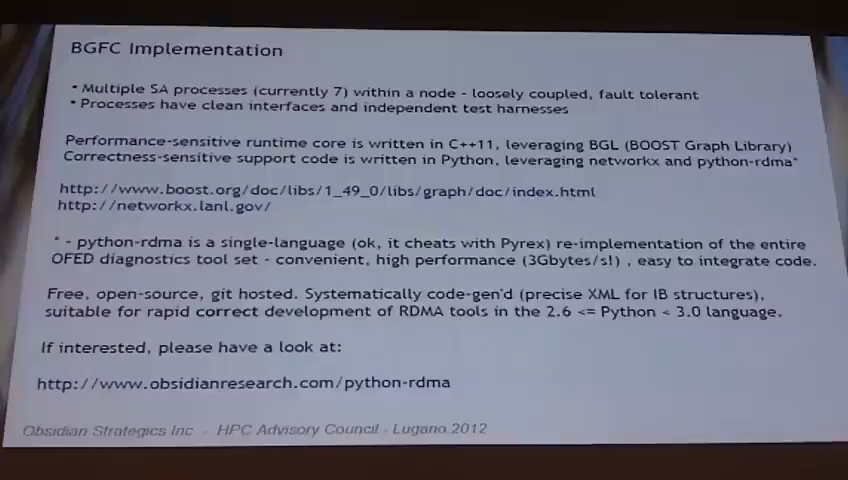 BGFC Implementation
• Multiple SA processes (currently 7) within a node - loosely coupled, fault tolerant
• Processes have clean interfaces and independent test harnesses
Performance-sensitive runtime core is written in C++11, leveraging BGL (BOOST Graph Library)
Correctness-sensitive support code is written in Python, leveraging networkx and python-rdma*
http://www.boost.org/doc/libs/1_49_0/libs/graph/doc/index.html
http://networkx.lanl.gov/
* - python-rdma is a single-language (ok, it cheats with Pyrex) re-implementation of the entire
OFED diagnostics tool set - convenient, high performance (3Gbytes/s!) , easy to integrate code.
Free, open-source, git hosted. Systematically code-gen'd (precise XML for IB structures),
suitable for rapid correct development of RDMA tools in the 2.6 <= Python < 3.0 language.
If interested, please have a look at:
http://www.obsidianresearch.com/python-rdma
Obsidian Strategics Inc - HPC Advisory Council - Lugano 2012